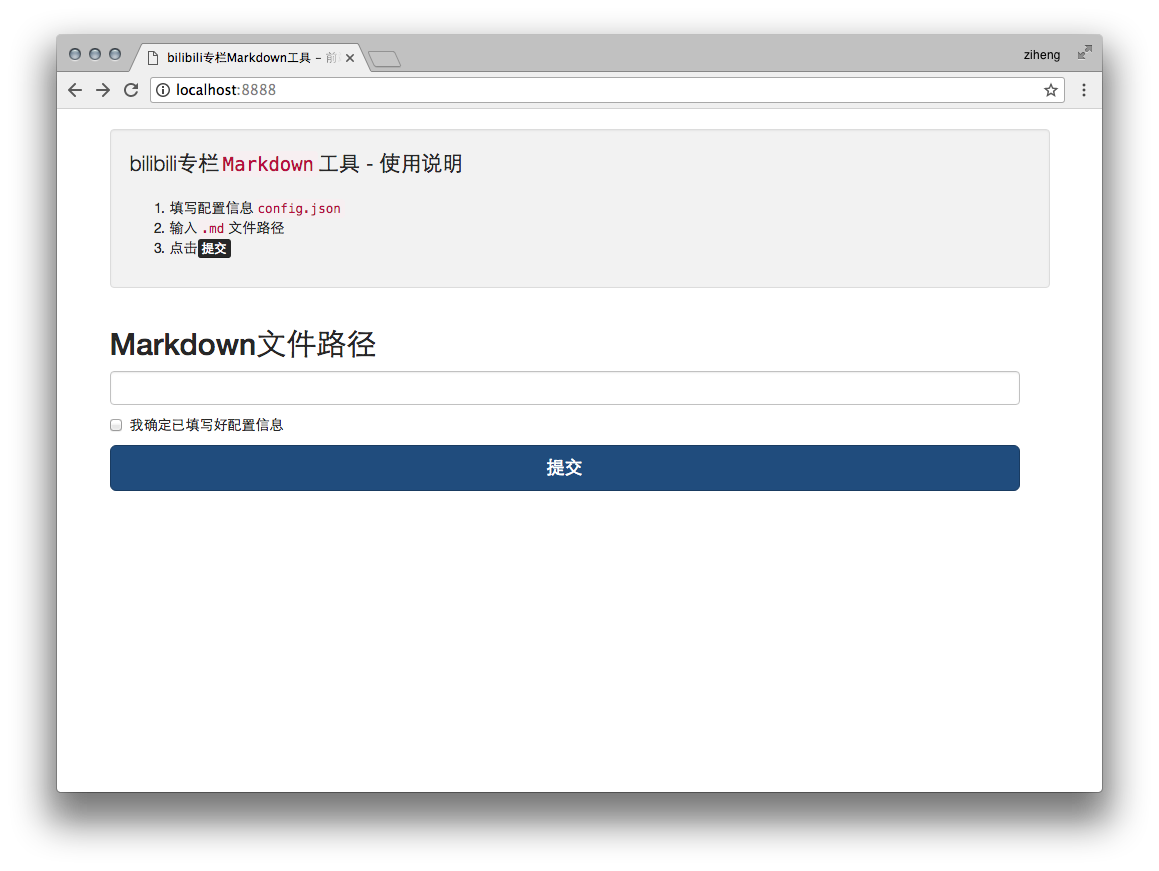 bilibili专栏Markdown工具 - 前
ziheng
localhost:8888
bilibili专栏Markdown 工具 - 使用说明
1. 填写配置信息 config.json
2. 输入 .md 文件路径
3. 点击提交
Markdown文件路径
我确定已填写好配置信息
提交